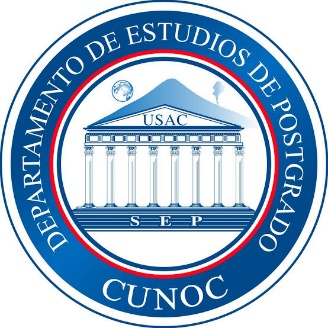 DEPARTAMENTO DE ESTUDIOS DE POSTGRADO
USAC
SEP
CUNOC